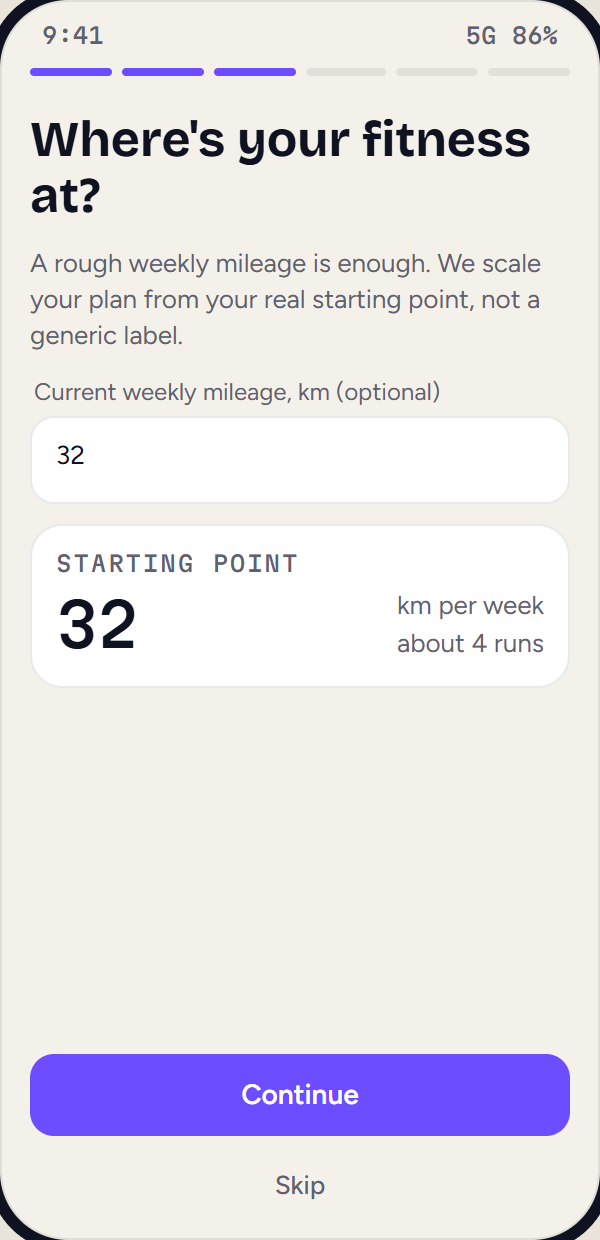 9:41
5G 86%
Where's your fitness
at?
A rough weekly mileage is enough. We scale
your plan from your real starting point, not a
generic label.
Current weekly mileage, km (optional)
32
STARTING POINT
32
km per week
about 4 runs
Continue
Skip